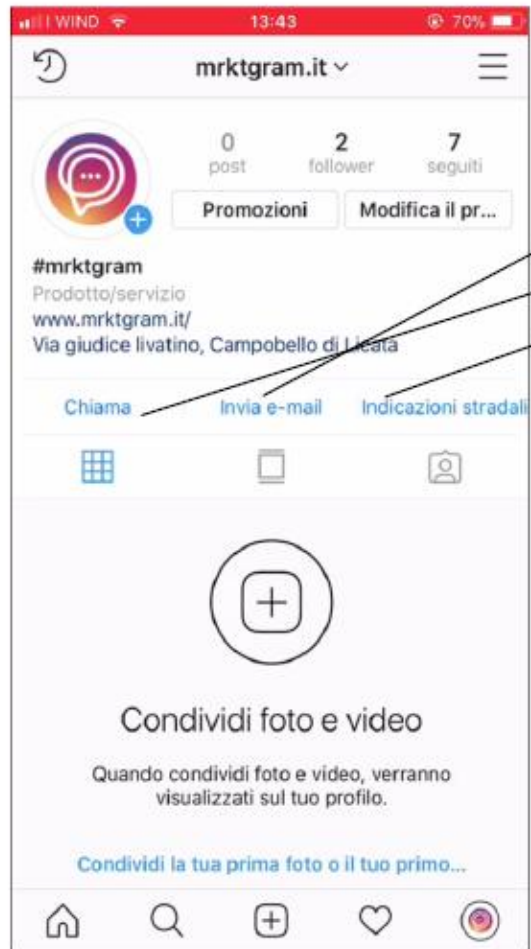 WIND 13:43 70%
mrktgram.it
0 2 7
post follower seguiti
Promozioni Modifica il pr...
#mrktgram
Prodotto/servizio
www.mrktgram.it/
Via giudice livatino, Campobello di Licata
Chiama Invia e-mail Indicazioni stradali
Condividi foto e video
Quando condividi foto e video, verranno
visualizzati sul tuo profilo.
Condividi la tua prima foto o il tuo primo...